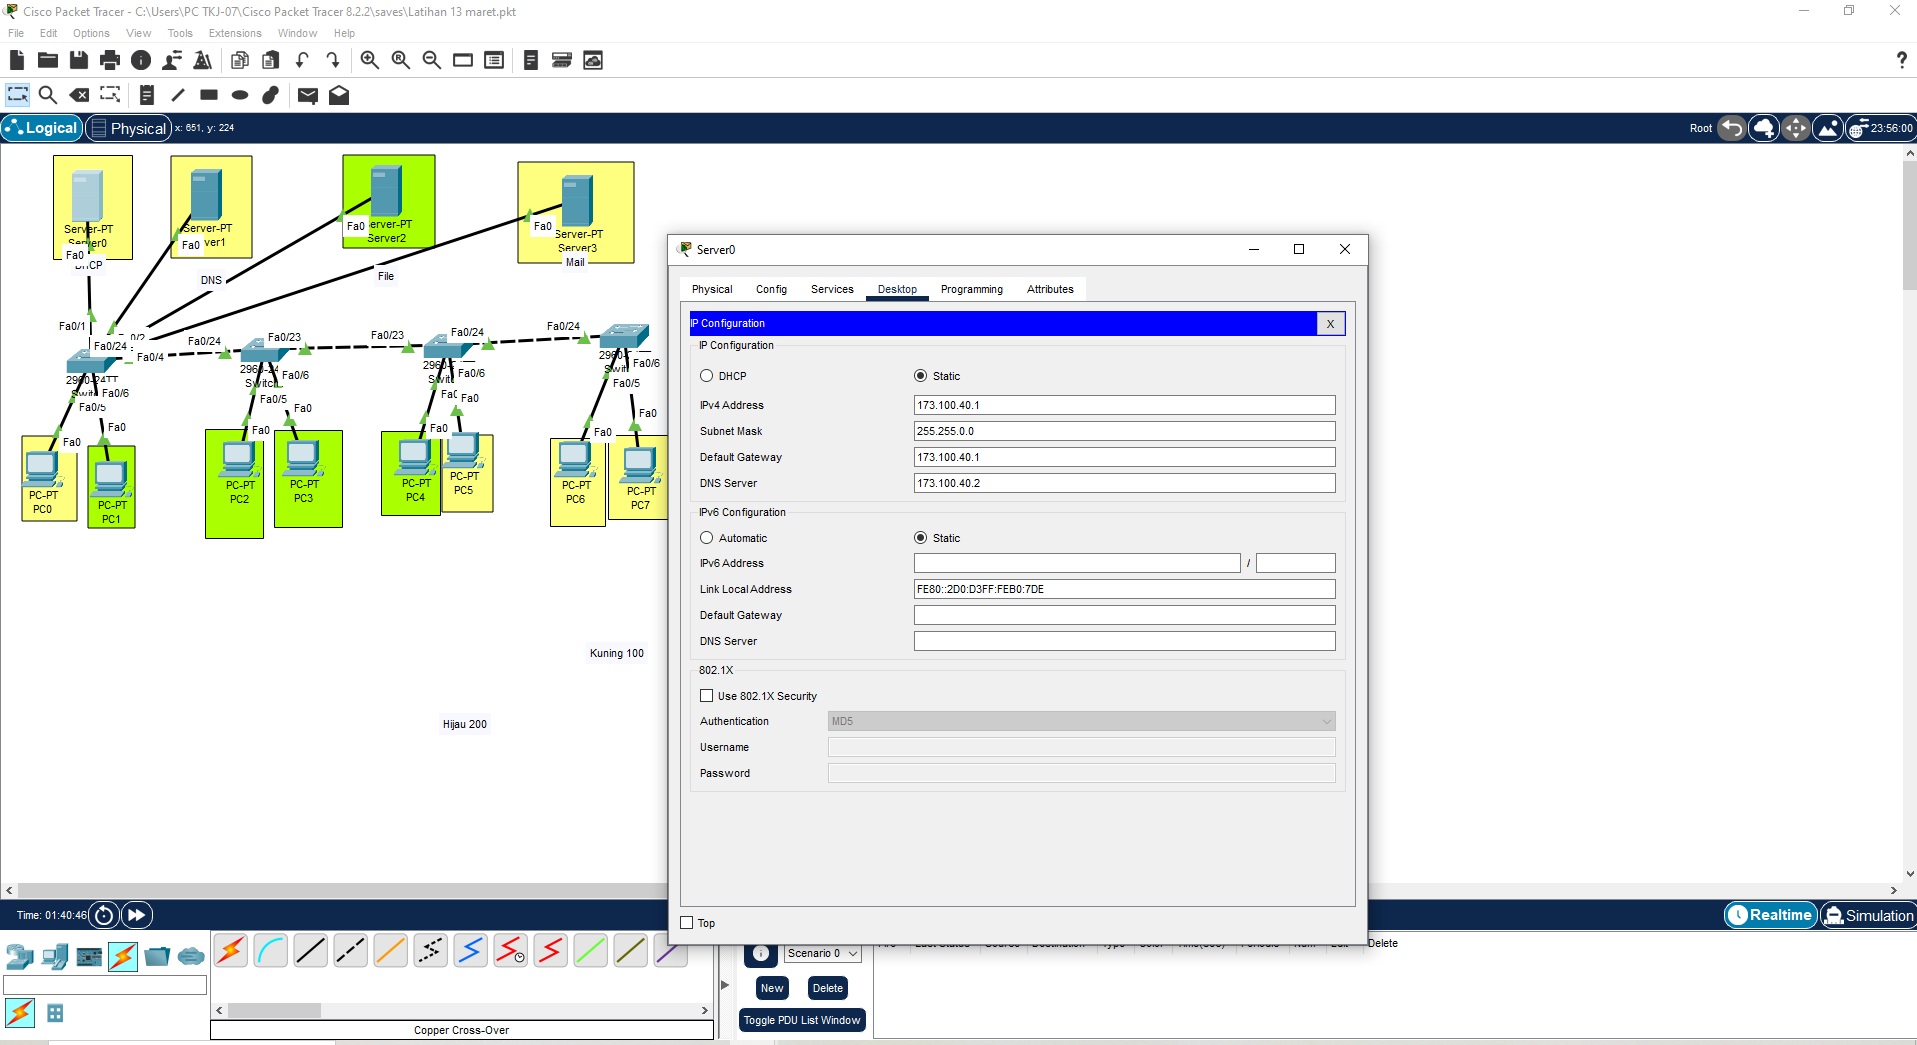 Cisco Packet Tracer - C:\Users\PC TKJ-07\Cisco Packet Tracer 8.2.2\saves\Latihan 13 maret.pkt
File Edit Options View Tools Extensions Window Help
Logical Physical x: 651, y: 224
Root 23:56:00
Server-PT
Server0
Fa0
DHCP
Server-PT
Fa0
DNS
Server-PT
Fa0
Server2
File
Server-PT
Fa0
Server3
Mail
Fa0/1
Fa0/24
Fa0/4
Fa0/24
Fa0/23
Fa0/23
Fa0/24
Fa0/24
Fa0/6
Fa0/5
Fa0/6
Fa0/5
Fa0/6
Fa0/6
Fa0/5
Fa0
Fa0
Fa0
Fa0
Fa0
Fa0
Fa0
Fa0
PC-PT
PC0
PC-PT
PC1
PC-PT
PC2
PC-PT
PC3
PC-PT
PC4
PC-PT
PC5
PC-PT
PC6
PC-PT
PC7
Kuning 100
Hijau 200
Server0
Physical Config Services Desktop Programming Attributes
IP Configuration X
IP Configuration
DHCP Static
IPv4 Address 173.100.40.1
Subnet Mask 255.255.0.0
Default Gateway 173.100.40.1
DNS Server 173.100.40.2
IPv6 Configuration
Automatic Static
IPv6 Address /
Link Local Address FE80::2D0:D3FF:FEB0:7DE
Default Gateway
DNS Server
802.1X
Use 802.1X Security
Authentication MD5
Username
Password
Top
Time: 01:40:46
Realtime Simulation
Scenario 0
New Delete
Toggle PDU List Window
Delete
Copper Cross-Over